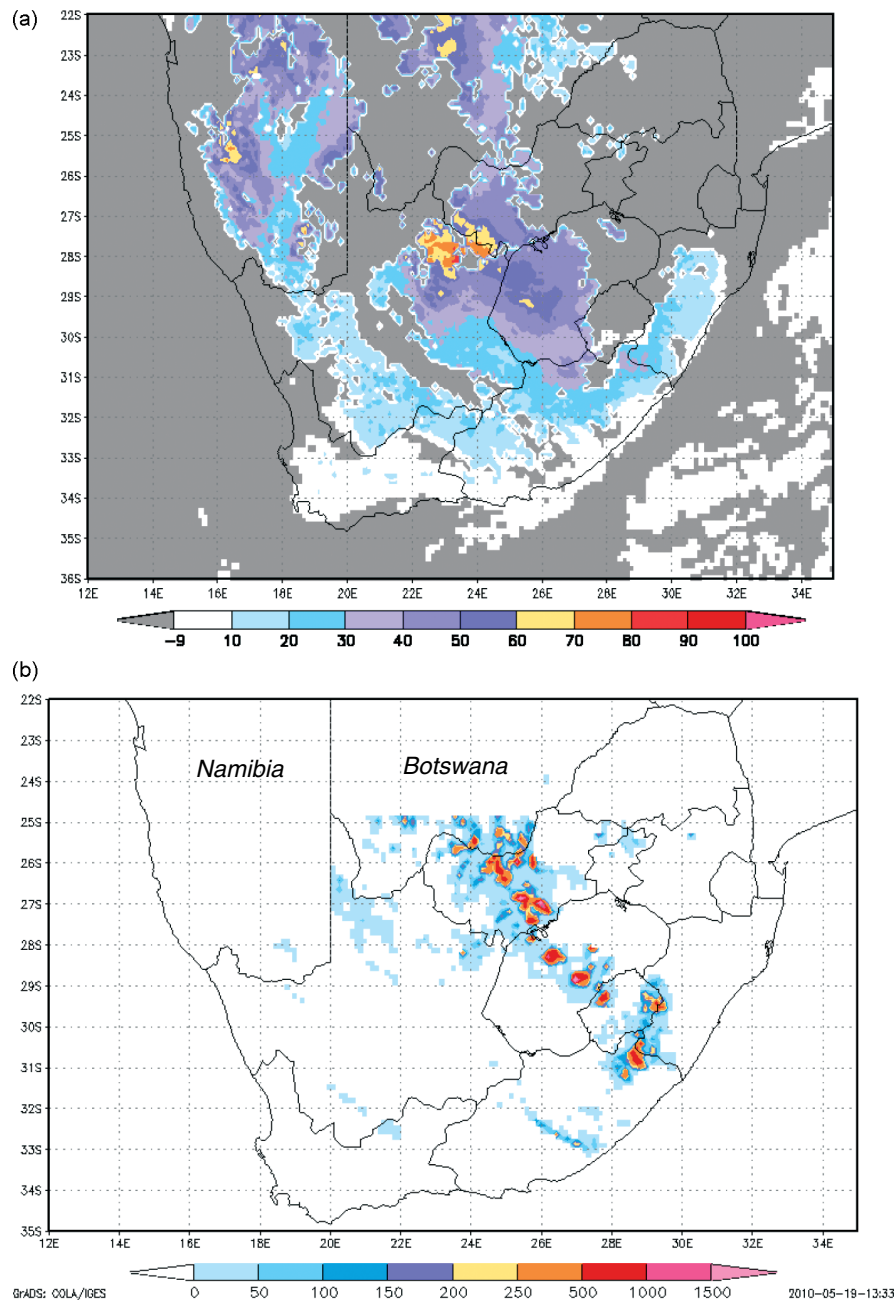 (a)
22S
23S
24S
25S
26S
27S
28S
29S
30S
31S
32S
33S
34S
35S
36S
12E 14E 16E 18E 20E 22E 24E 26E 28E 30E 32E 34E
-9 10 20 30 40 50 60 70 80 90 100
(b)
22S
23S
24S
25S
26S
27S
28S
29S
30S
31S
32S
33S
34S
35S
Namibia Botswana
12E 14E 16E 18E 20E 22E 24E 26E 28E 30E 32E 34E
0 50 100 150 200 250 500 1000 1500
GrADS: COLA/IGES 2010-05-19-13:33